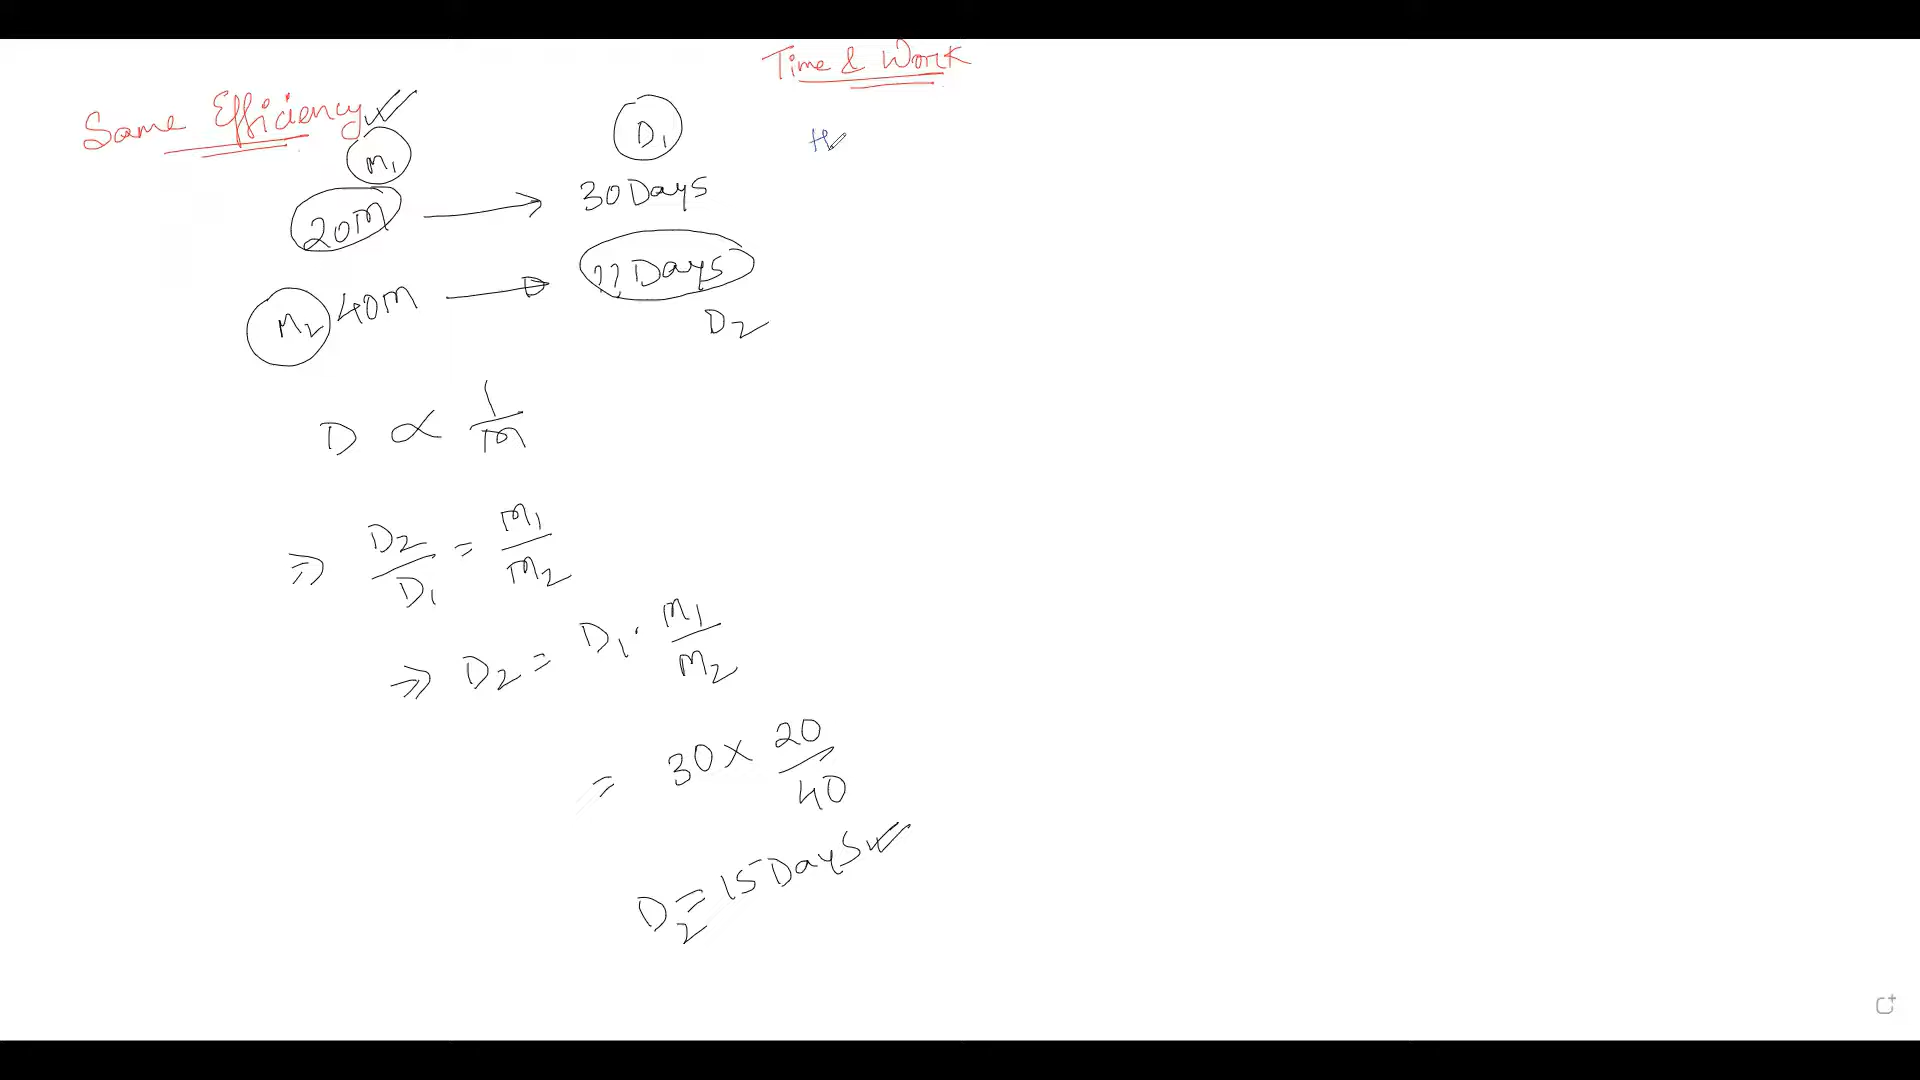 Time & Work
Same Efficiency
M1
D1
20M → 30 Days
M2 40M → ?? Days
D2
D ∝ 1/M
⇒ D2/D1 = M1/M2
⇒ D2 = D1 · M1/M2
= 30 × 20/40
D2 = 15 Days